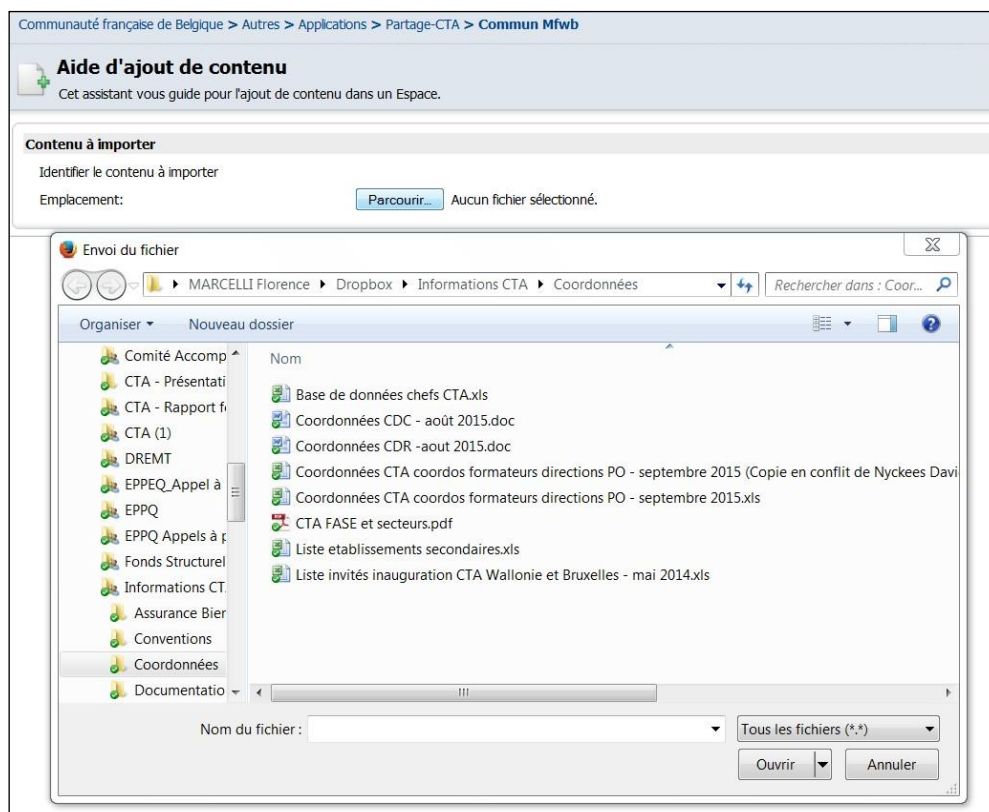 Communauté française de Belgique > Autres > Applications > Partage-CTA > Commun Mfwb
Aide d'ajout de contenu
Cet assistant vous guide pour l'ajout de contenu dans un Espace.
Contenu à importer
Identifier le contenu à importer
Emplacement: Parcourir... Aucun fichier sélectionné.
Envoi du fichier
MARCELLI Florence Dropbox Informations CTA Coordonnées Rechercher dans : Coor...
Organiser Nouveau dossier
Comité Accomp
CTA - Présentati
CTA - Rapport f
CTA (1)
DREMT
EPPEQ_Appel à
EPPQ
EPPQ Appels à p
Fonds Structurel
Informations CT
Assurance Bier
Conventions
Coordonnées
Documentatio
Nom
Base de données chefs CTA.xls
Coordonnées CDC - août 2015.doc
Coordonnées CDR -aout 2015.doc
Coordonnées CTA coordos formateurs directions PO - septembre 2015 (Copie en conflit de Nyckees Davi
Coordonnées CTA coordos formateurs directions PO - septembre 2015.xls
CTA FASE et secteurs.pdf
Liste etablissements secondaires.xls
Liste invités inauguration CTA Wallonie et Bruxelles - mai 2014.xls
Nom du fichier : Tous les fichiers (*.*)
Ouvrir Annuler